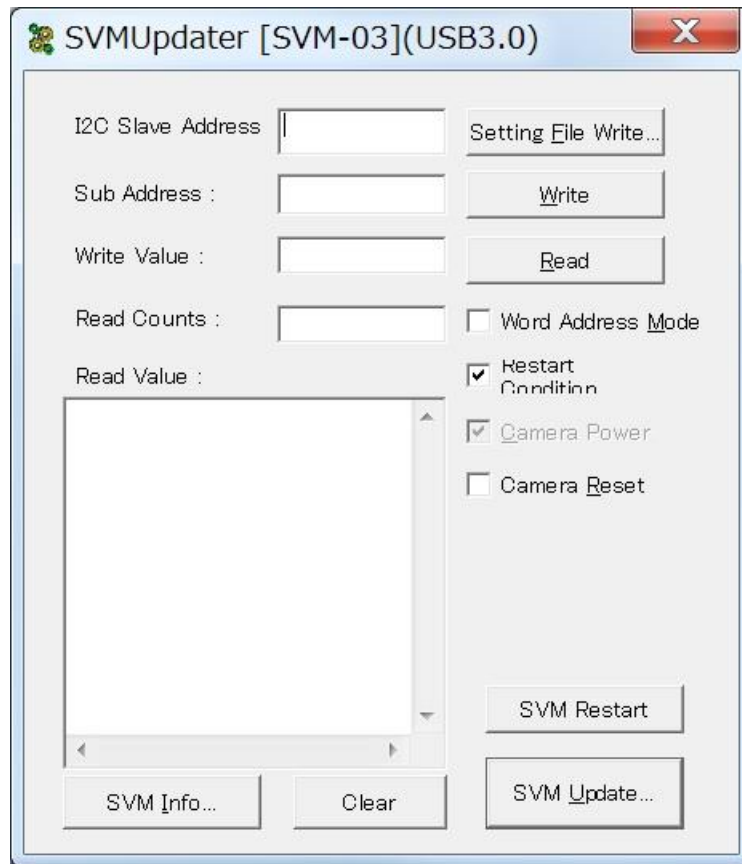 SVMUpdater [SVM-03](USB3.0)
I2C Slave Address
Setting File Write...
Sub Address :
Write
Write Value :
Read
Read Counts :
Word Address Mode
Read Value :
Restart
Condition
Camera Power
Camera Reset
SVM Restart
SVM Info...
Clear
SVM Update...